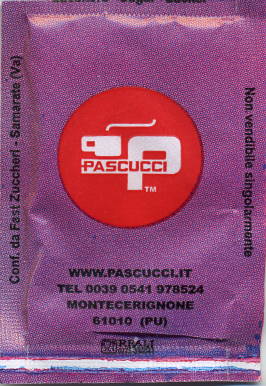 Conf. da Fast Zuccheri - Samarate (Va)
Non vendibile singolarmente
PASCUCCI
TM
WWW.PASCUCCI.IT
TEL 0039 0541 978524
MONTECERIGNONE
61010 (PU)